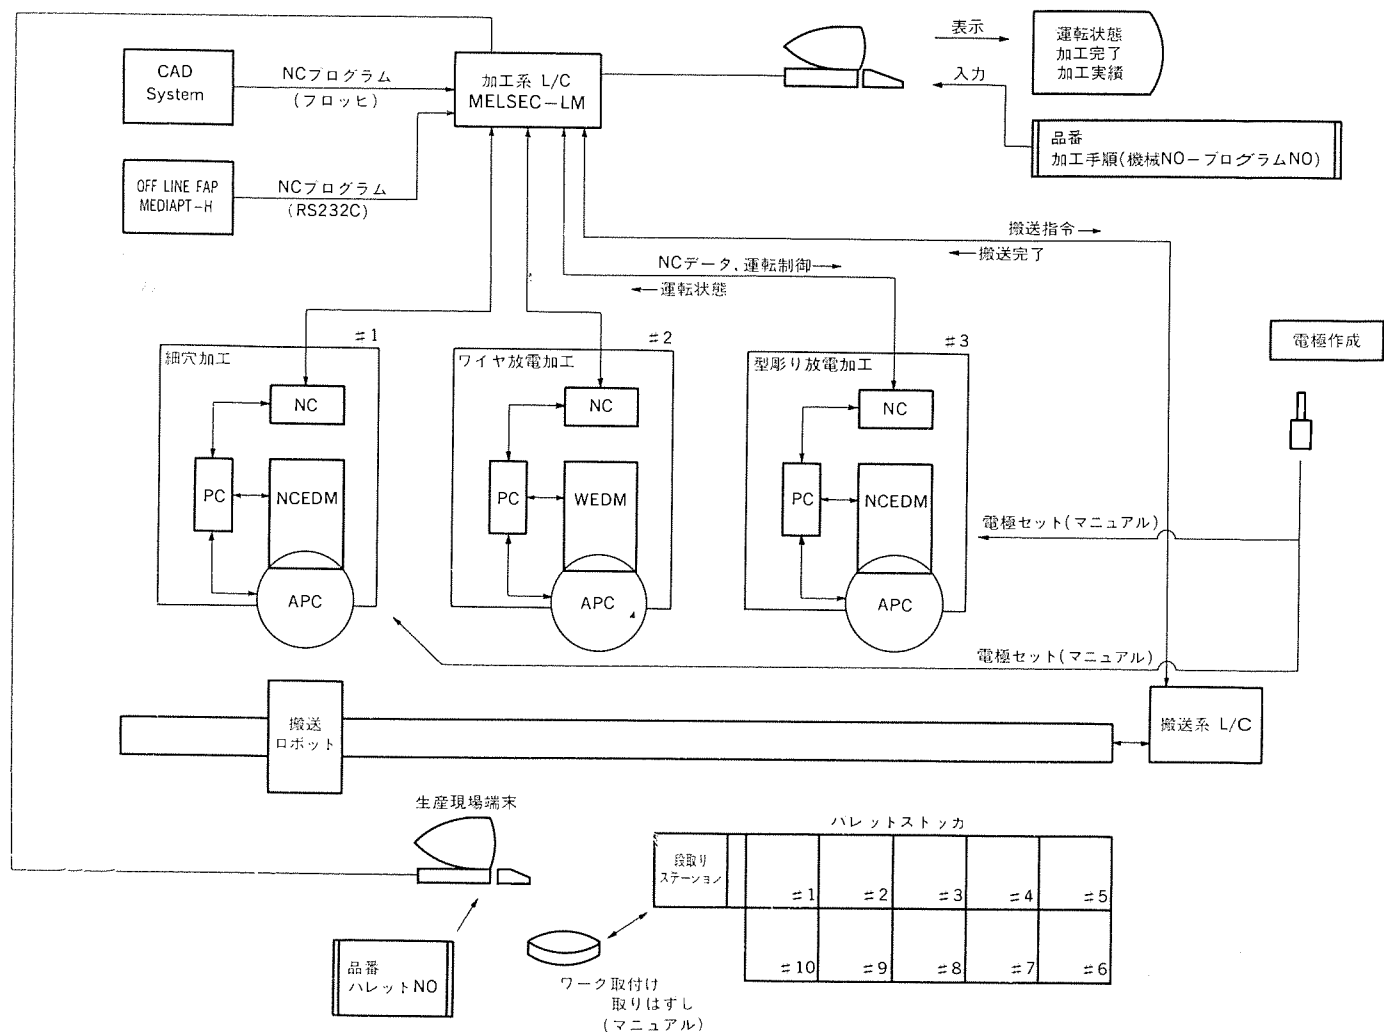 CAD
System
NCプログラム
(フロッピ)
加工系 L/C
MELSEC-LM
表示
入力
運転状態
加工完了
加工実績
品番
加工手順(機械NO-プログラムNO)
OFF LINE FAP
MEDIAPT-H
NCプログラム
(RS232C)
搬送指令→
←搬送完了
NCデータ,運転制御→
←運転状態
#1
細穴加工
NC
PC
NCEDM
APC
#2
ワイヤ放電加工
NC
PC
WEDM
APC
#3
型彫り放電加工
NC
PC
NCEDM
APC
電極作成
電極セット(マニュアル)
電極セット(マニュアル)
搬送
ロボット
搬送系 L/C
生産現場端末
品番
パレットNO
ワーク取付け
取りはずし
(マニュアル)
パレットストッカ
段取り
ステーション
#1
#2
#3
#4
#5
#10
#9
#8
#7
#6